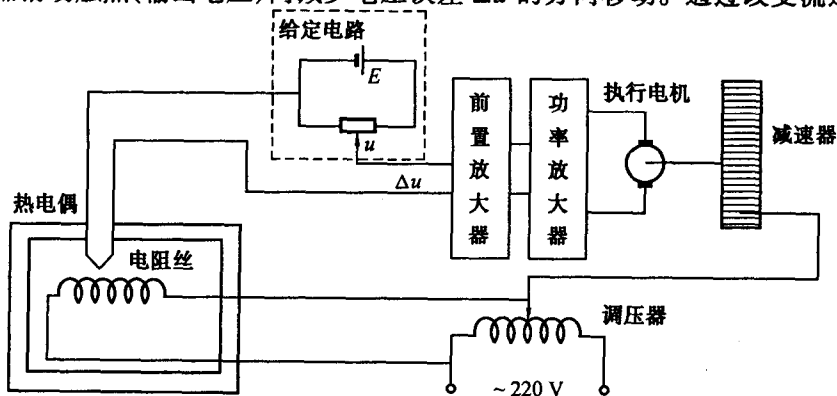 给定电路
E
u
前置放大器
功率放大器
执行电机
减速器
Δu
热电偶
电阻丝
调压器
~220 V